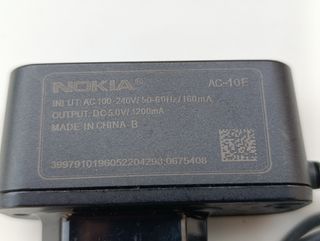 NOKIA AC-10E
INPUT: AC 100-240V/50-60Hz/160mA
OUTPUT: DC 5.0V/1200mA
MADE IN CHINA-B
3997910196052204293;0675408